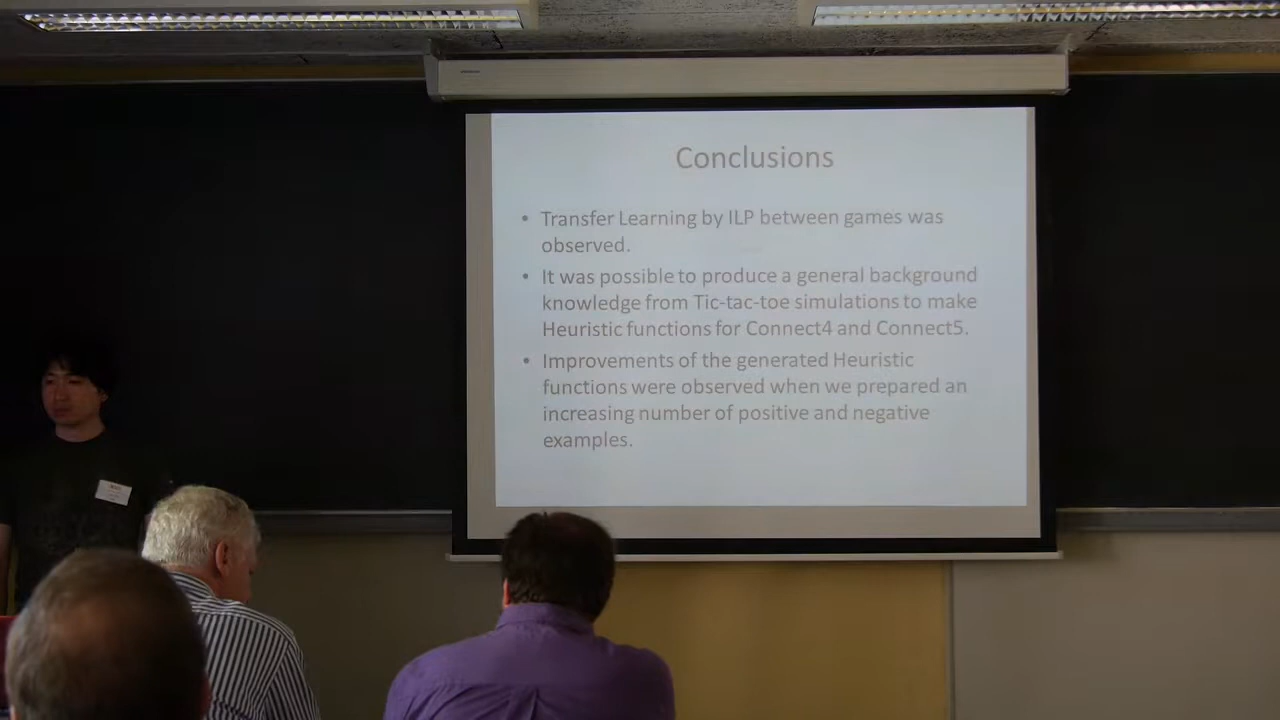 Conclusions
• Transfer Learning by ILP between games was
observed.
• It was possible to produce a general background
knowledge from Tic-tac-toe simulations to make
Heuristic functions for Connect4 and Connect5.
• Improvements of the generated Heuristic
functions were observed when we prepared an
increasing number of positive and negative
examples.